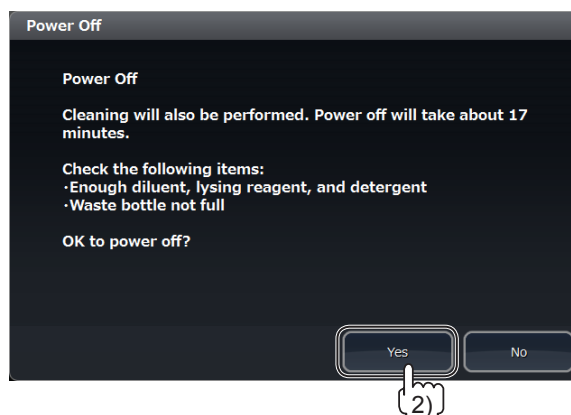 Power Off
Power Off
Cleaning will also be performed. Power off will take about 17
minutes.
Check the following items:
·Enough diluent, lysing reagent, and detergent
·Waste bottle not full
OK to power off?
Yes
No
2)